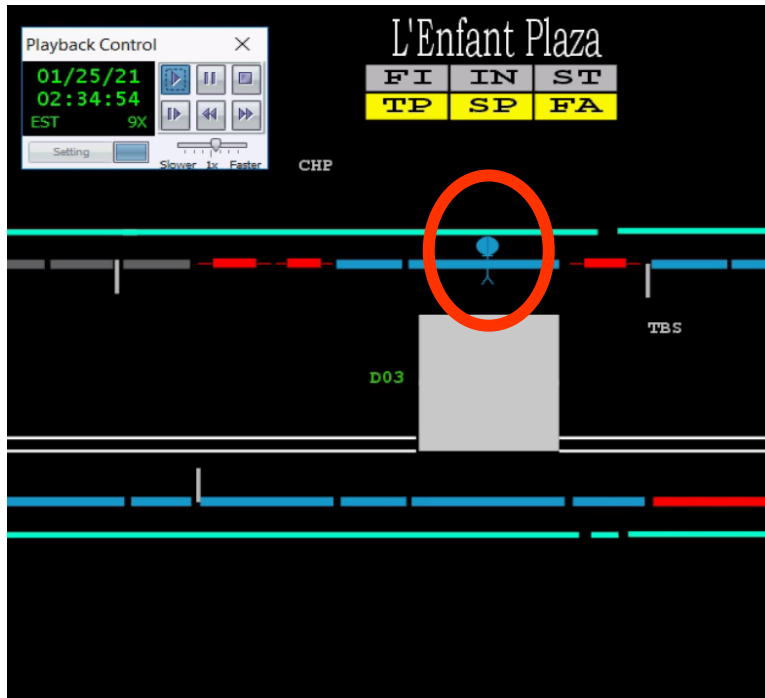 L'Enfant Plaza
Playback Control
FI IN ST
01/25/21
TP SP FA
02:34:54
EST 9X
Setting
Slower 1x Faster
CHP
TBS
D03